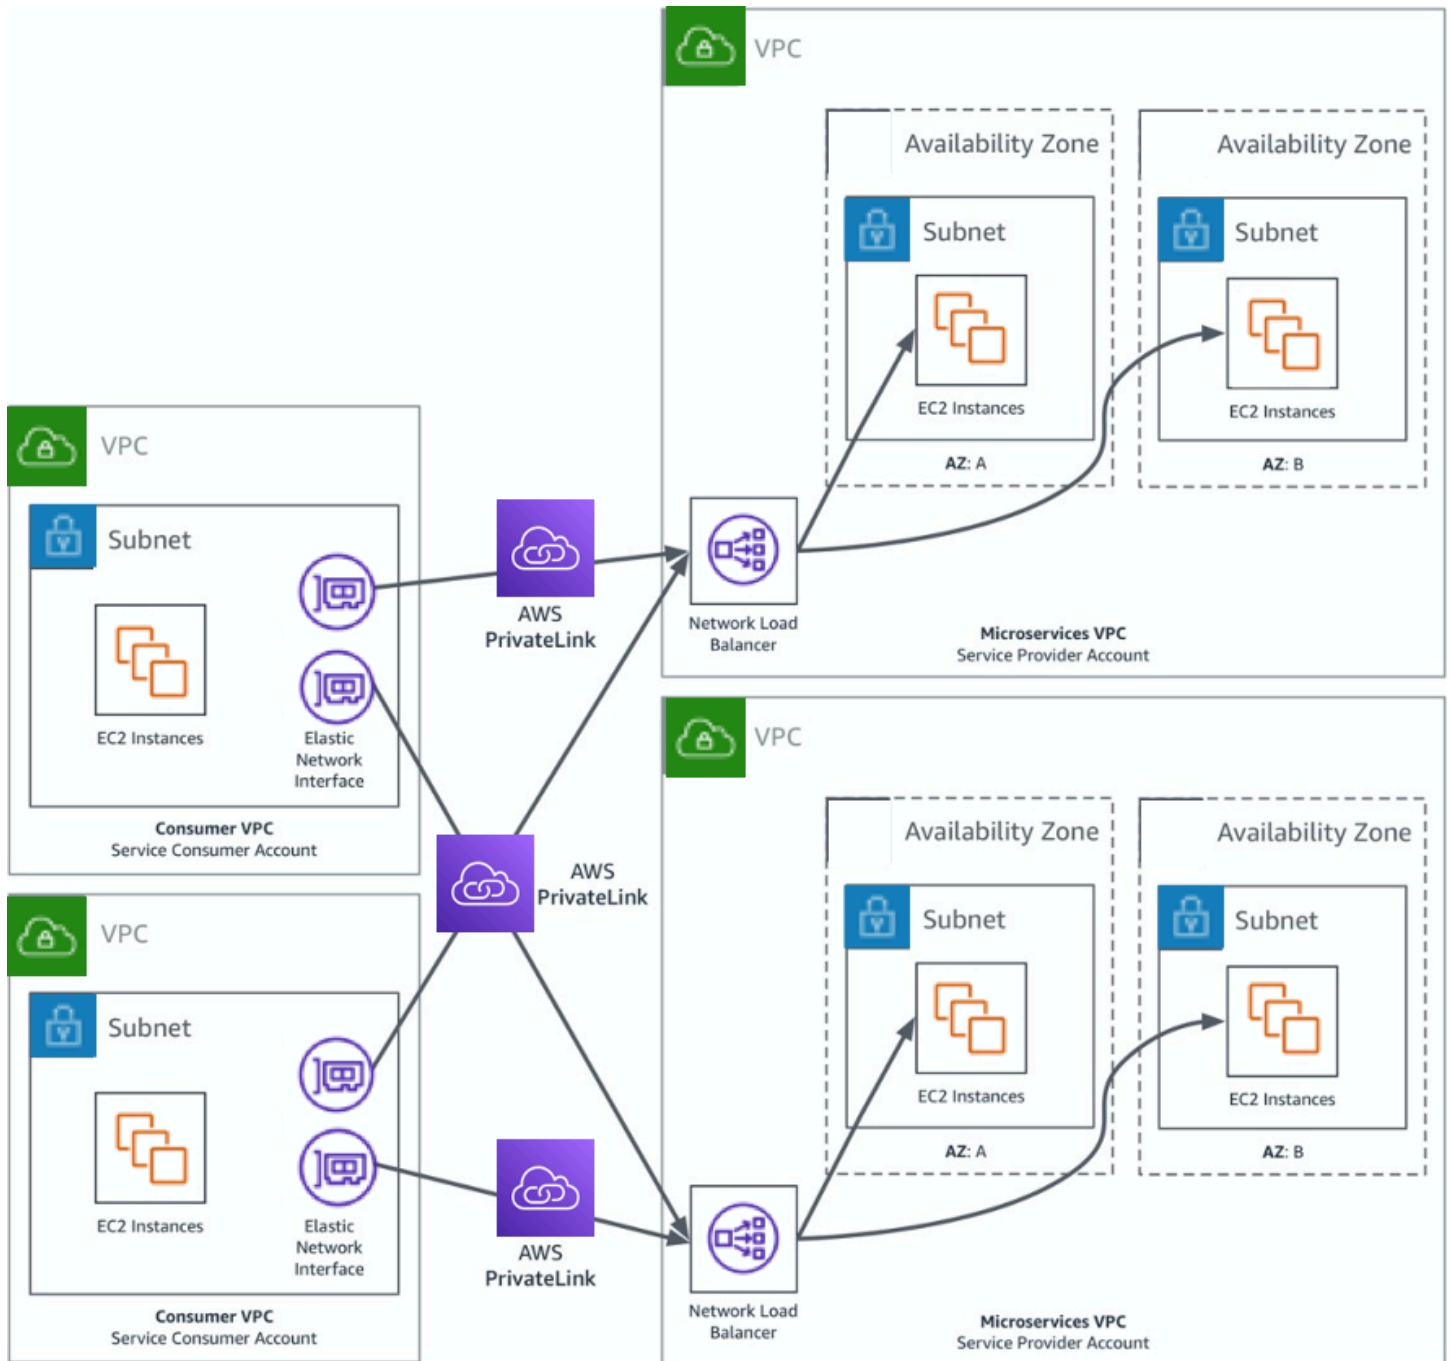 VPC
Availability Zone
Availability Zone
Subnet
Subnet
EC2 Instances
EC2 Instances
AZ: A
AZ: B
Network Load
Balancer
Microservices VPC
Service Provider Account
VPC
Subnet
EC2 Instances
Elastic
Network
Interface
Consumer VPC
Service Consumer Account
AWS
PrivateLink
AWS
PrivateLink
VPC
Availability Zone
Availability Zone
Subnet
Subnet
EC2 Instances
EC2 Instances
AZ: A
AZ: B
Network Load
Balancer
Microservices VPC
Service Provider Account
VPC
Subnet
EC2 Instances
Elastic
Network
Interface
Consumer VPC
Service Consumer Account
AWS
PrivateLink